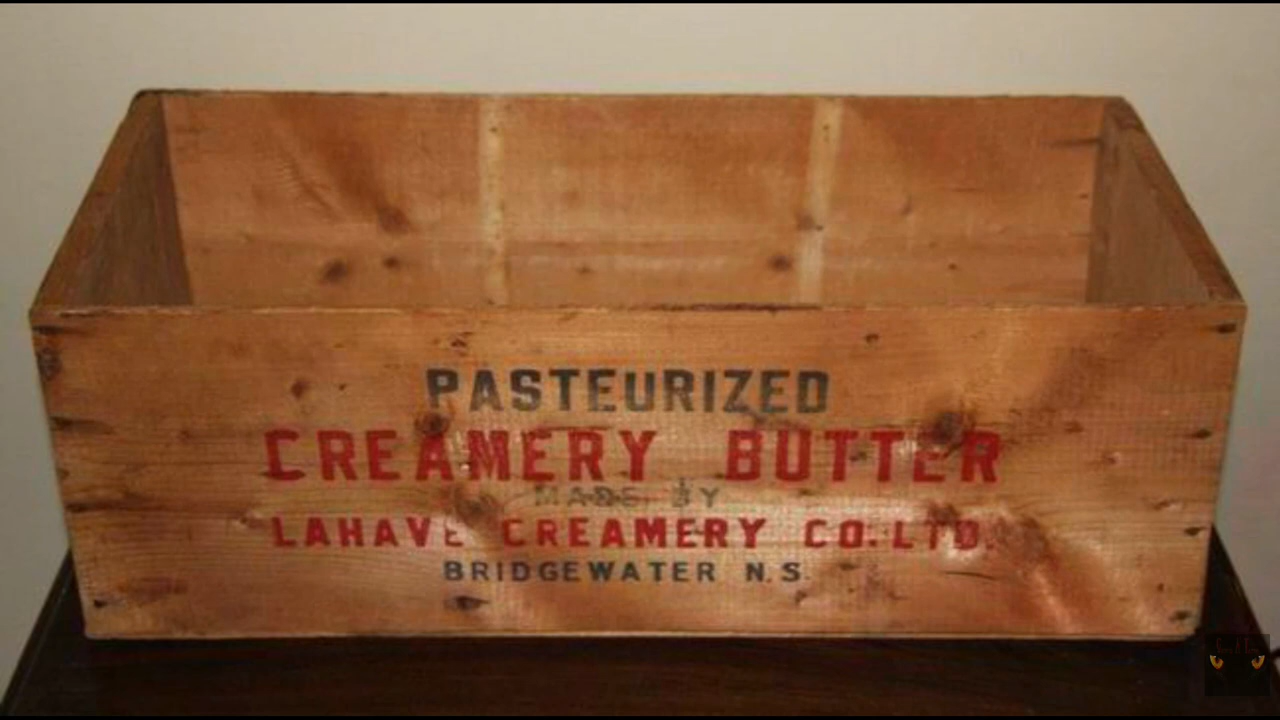 PASTEURIZED
CREAMERY BUTTER
MADE BY
LAHAVE CREAMERY CO. LTD.
BRIDGEWATER N.S.